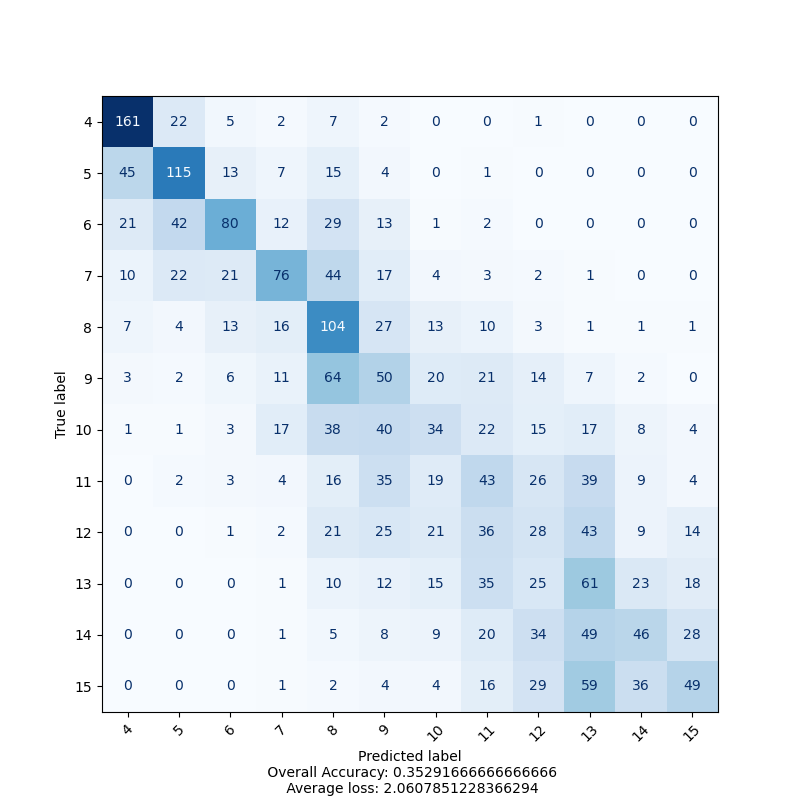 4 161 22 5 2 7 2 0 0 1 0 0 0
5 45 115 13 7 15 4 0 1 0 0 0 0
6 21 42 80 12 29 13 1 2 0 0 0 0
7 10 22 21 76 44 17 4 3 2 1 0 0
8 7 4 13 16 104 27 13 10 3 1 1 1
9 3 2 6 11 64 50 20 21 14 7 2 0
10 1 1 3 17 38 40 34 22 15 17 8 4
11 0 2 3 4 16 35 19 43 26 39 9 4
12 0 0 1 2 21 25 21 36 28 43 9 14
13 0 0 0 1 10 12 15 35 25 61 23 18
14 0 0 0 1 5 8 9 20 34 49 46 28
15 0 0 0 1 2 4 4 16 29 59 36 49
True label
4 5 6 7 8 9 10 11 12 13 14 15
Predicted label
Overall Accuracy: 0.35291666666666666
Average loss: 2.0607851228366294